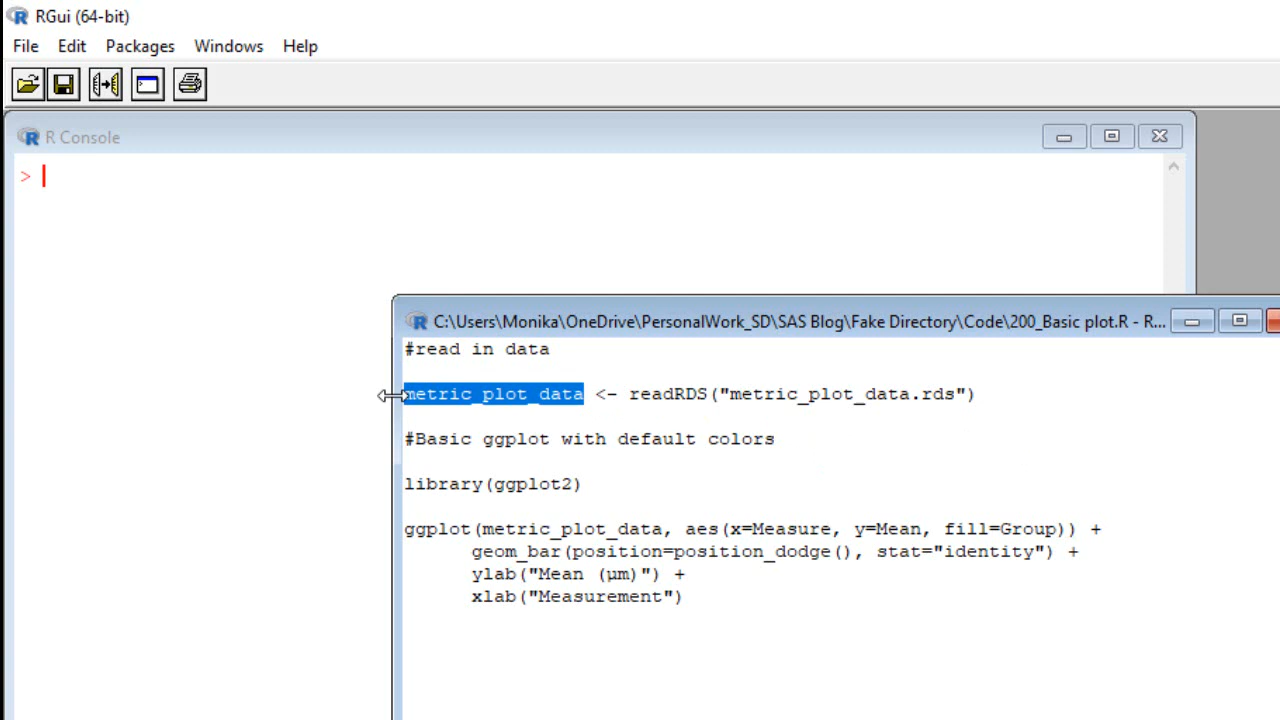 RGui (64-bit)
File Edit Packages Windows Help
R Console
>
C:\Users\Monika\OneDrive\PersonalWork_SD\SAS Blog\Fake Directory\Code\200_Basic plot.R - R...
#read in data
metric_plot_data <- readRDS("metric_plot_data.rds")
#Basic ggplot with default colors
library(ggplot2)
ggplot(metric_plot_data, aes(x=Measure, y=Mean, fill=Group)) +
geom_bar(position=position_dodge(), stat="identity") +
ylab("Mean (µm)") +
xlab("Measurement")